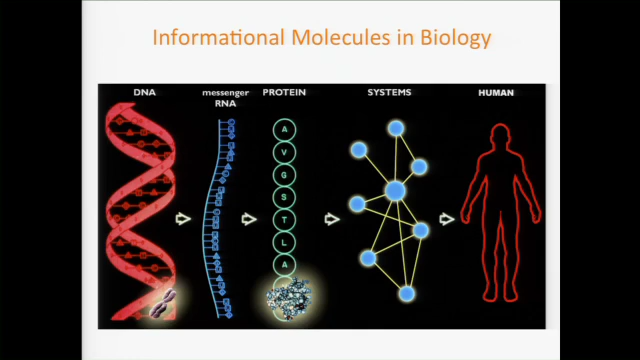 Informational Molecules in Biology
DNA
messenger
RNA
PROTEIN
SYSTEMS
HUMAN
A
V
G
S
T
L
A